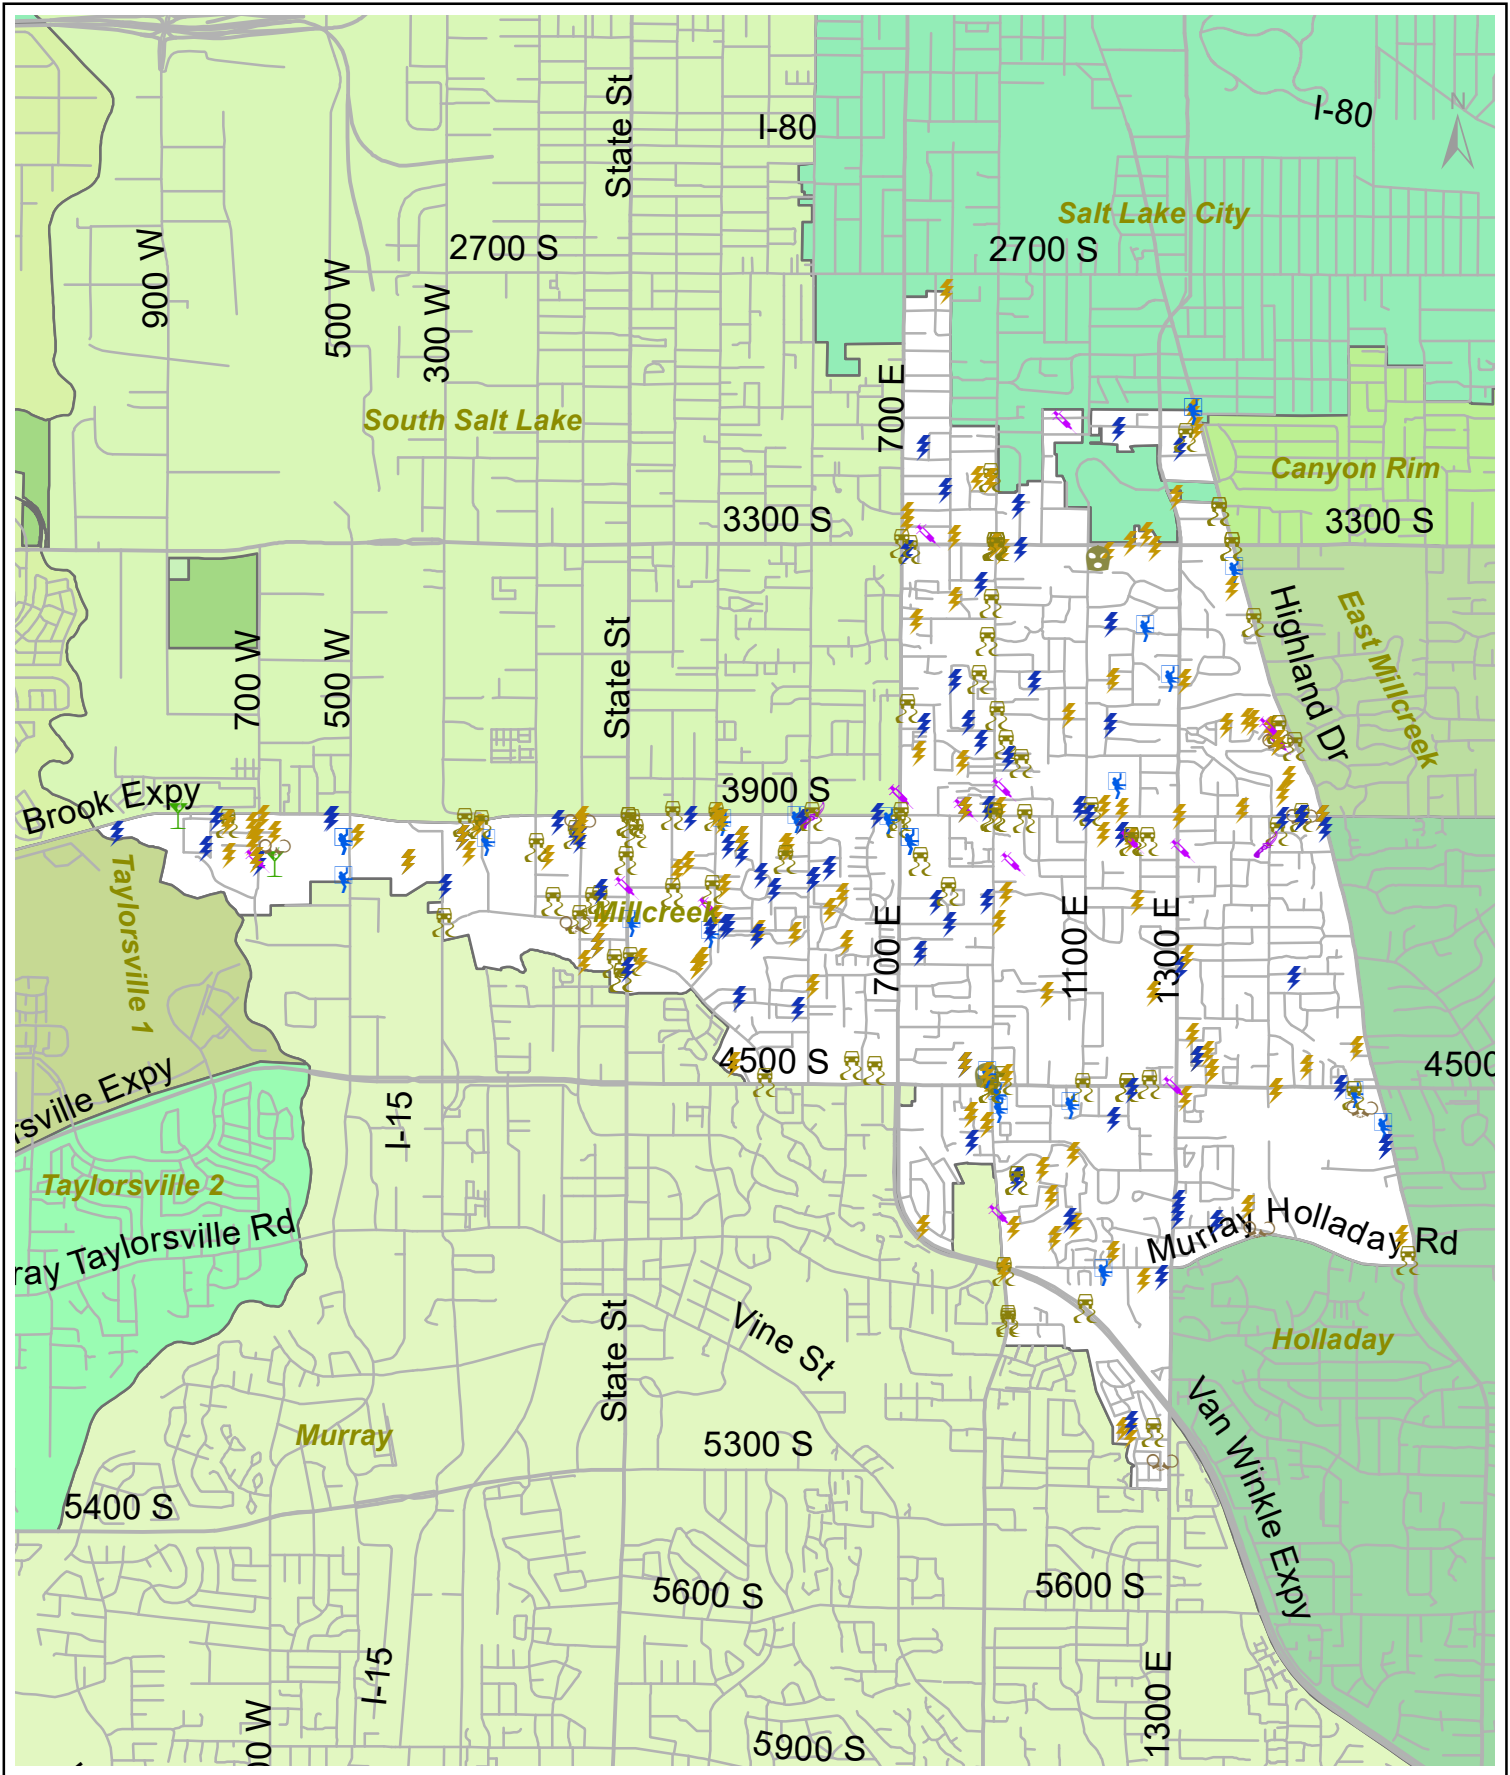 State St
I-80
I-80
N
Salt Lake City
2700 S
2700 S
900 W
500 W
300 W
700 E
South Salt Lake
Canyon Rim
3300 S
3300 S
Highland Dr
East Millcreek
700 W
500 W
State St
3900 S
Brook Expy
Taylorsville 1
Millcreek
700 E
1100 E
1300 E
4500 S
4500
rsville Expy
I-15
Taylorsville 2
ray Taylorsville Rd
Murray Holladay Rd
State St
Vine St
Holladay
Van Winkle Expy
Murray
5300 S
5400 S
5600 S
5600 S
I-15
00 W
1300 E
5900 S